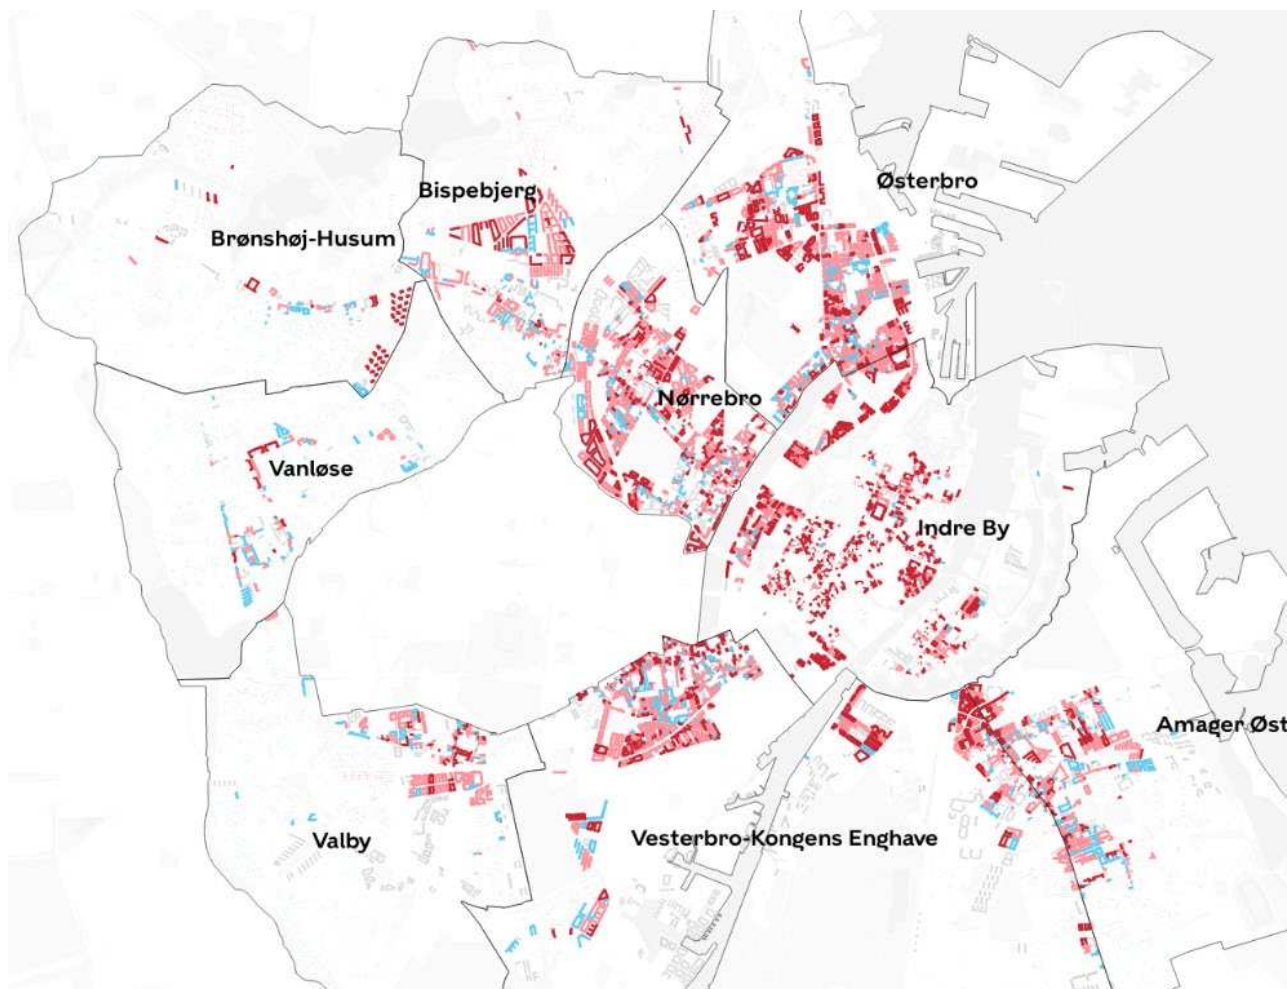 Østerbro
Bispebjerg
Brønshøj-Husum
Nørrebro
Vanløse
Indre By
Amager Øst
Valby
Vesterbro-Kongens Enghave